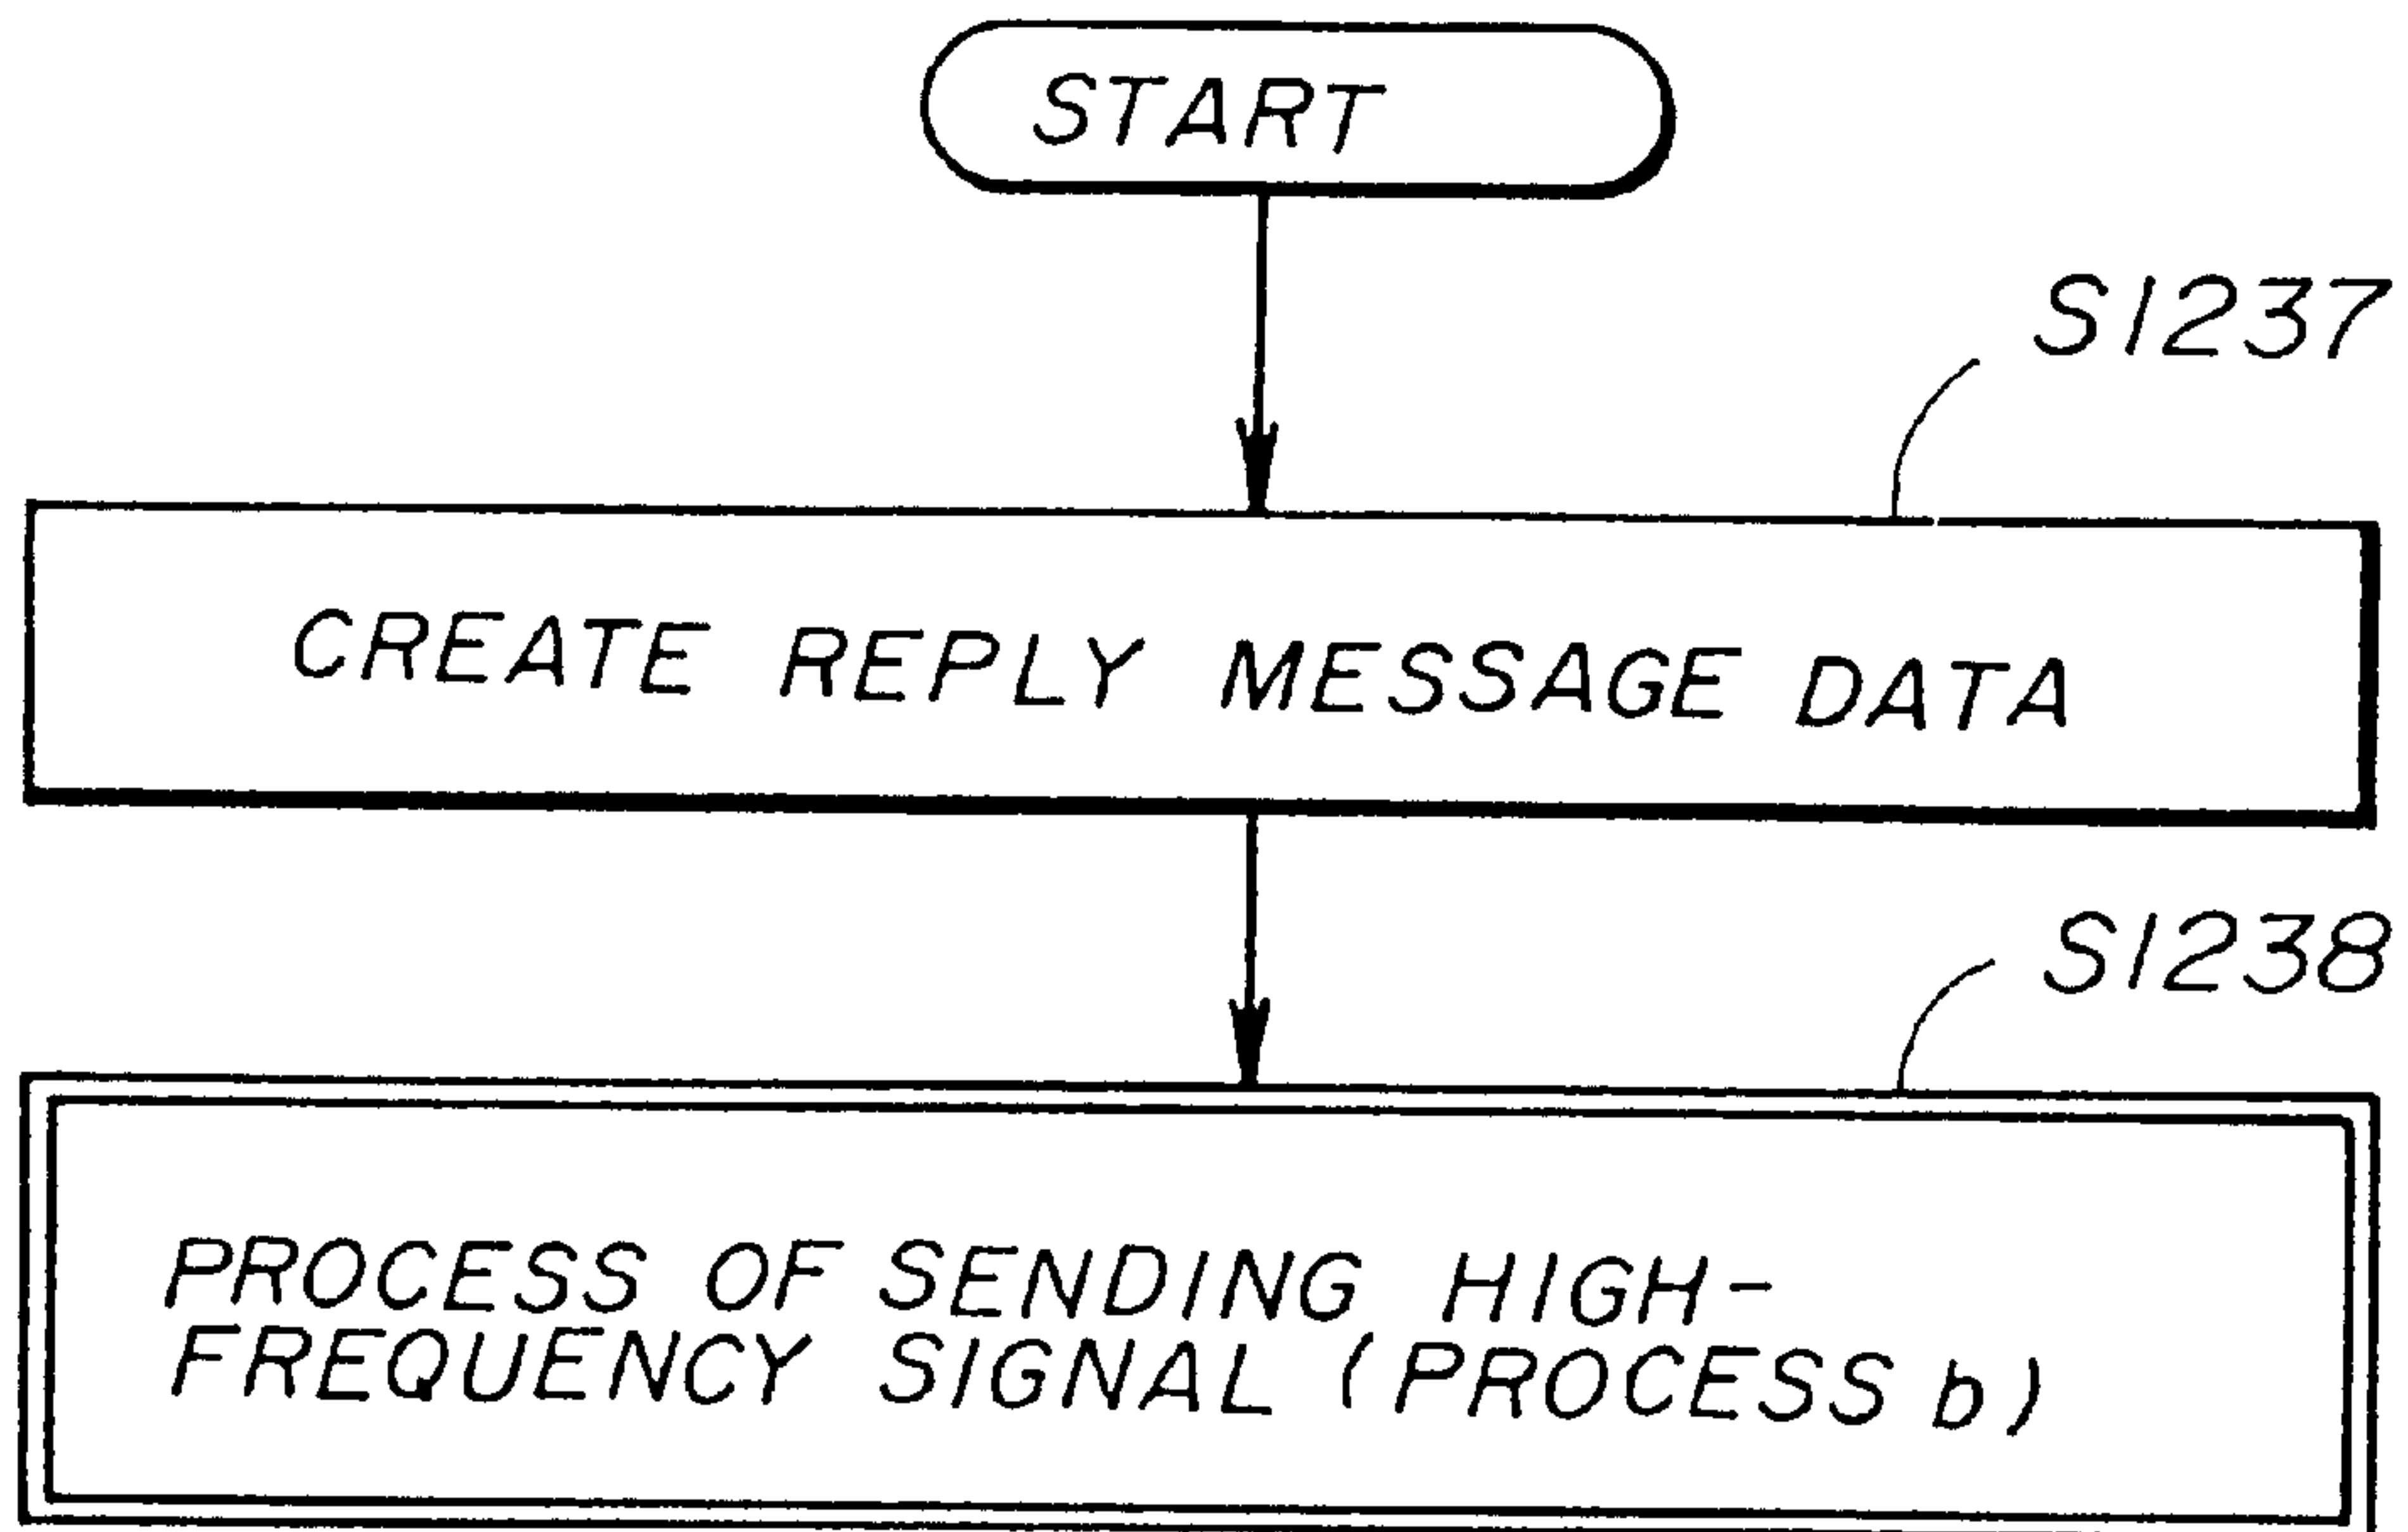 START
S1237
CREATE REPLY MESSAGE DATA
S1238
PROCESS OF SENDING HIGH-
FREQUENCY SIGNAL (PROCESS b)